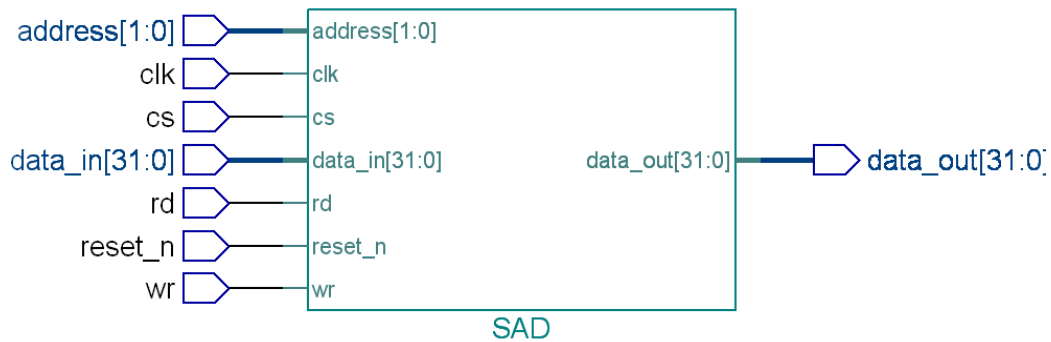 address[1:0]
address[1:0]
clk
clk
cs
cs
data_in[31:0]
data_in[31:0]
data_out[31:0]
data_out[31:0]
rd
rd
reset_n
reset_n
wr
wr
SAD